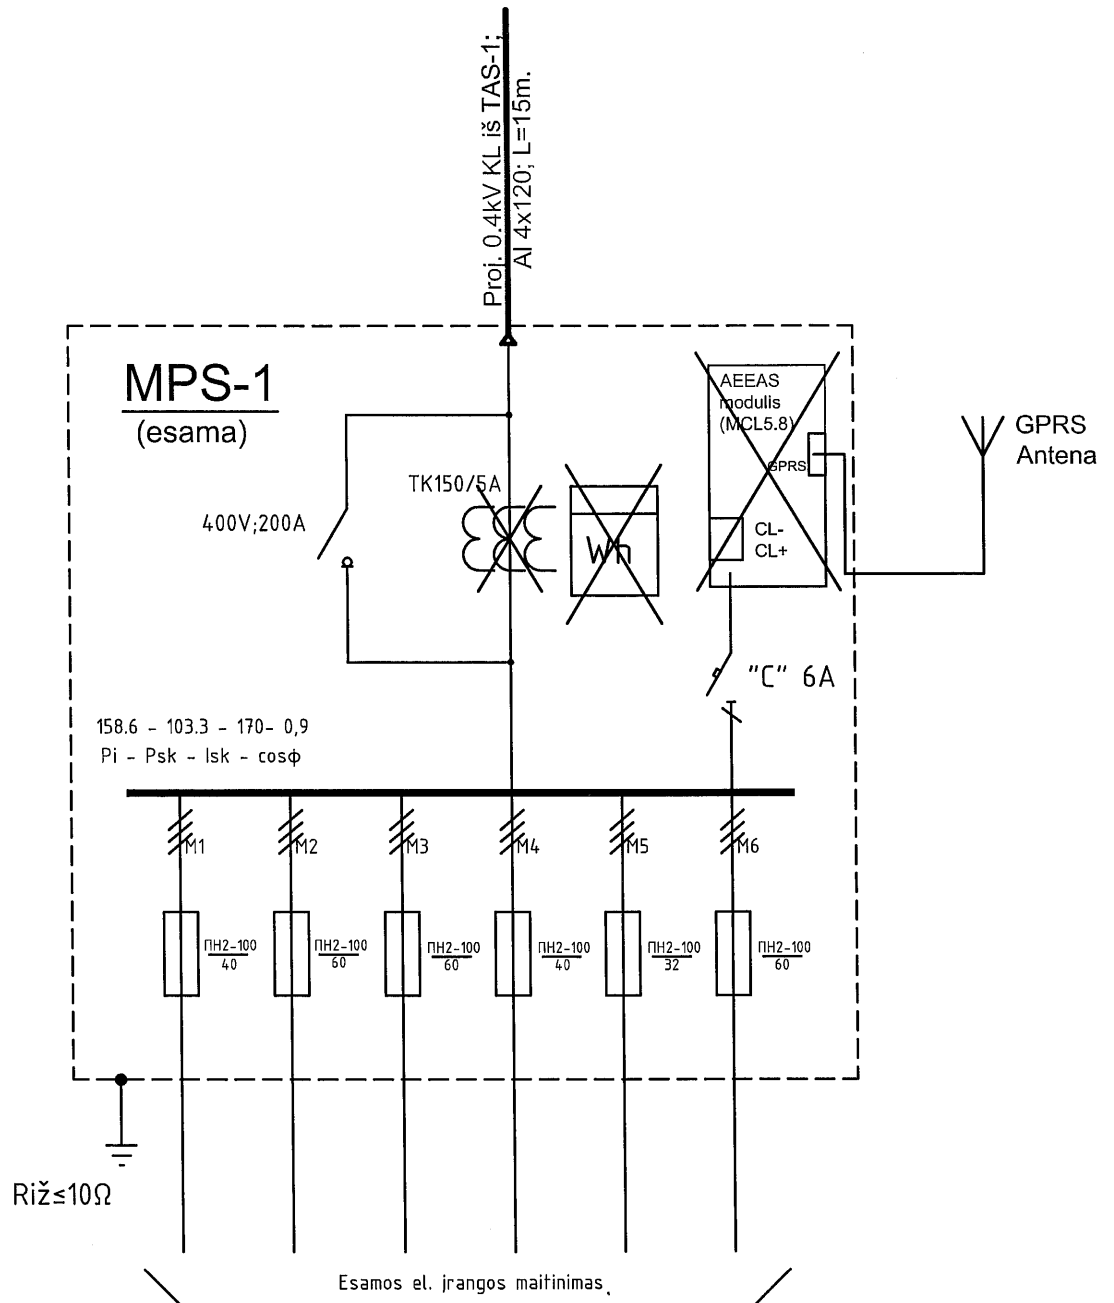 Proj. 0.4kV KL iš TAS-1;
Al 4x120; L=15m.
MPS-1
(esama)
AEEAS
modulis
(MCL5.8)
GPRS
GPRS
Antena
TK150/5A
400V;200A
Wh
CL-
CL+
"C" 6A
158.6 - 103.3 - 170- 0,9
Pi - Psk - Isk - cosφ
M1
M2
M3
M4
M5
M6
ПН2-100
40
ПН2-100
60
ПН2-100
60
ПН2-100
40
ПН2-100
32
ПН2-100
60
Riž≤10Ω
Esamos el. įrangos maitinimas